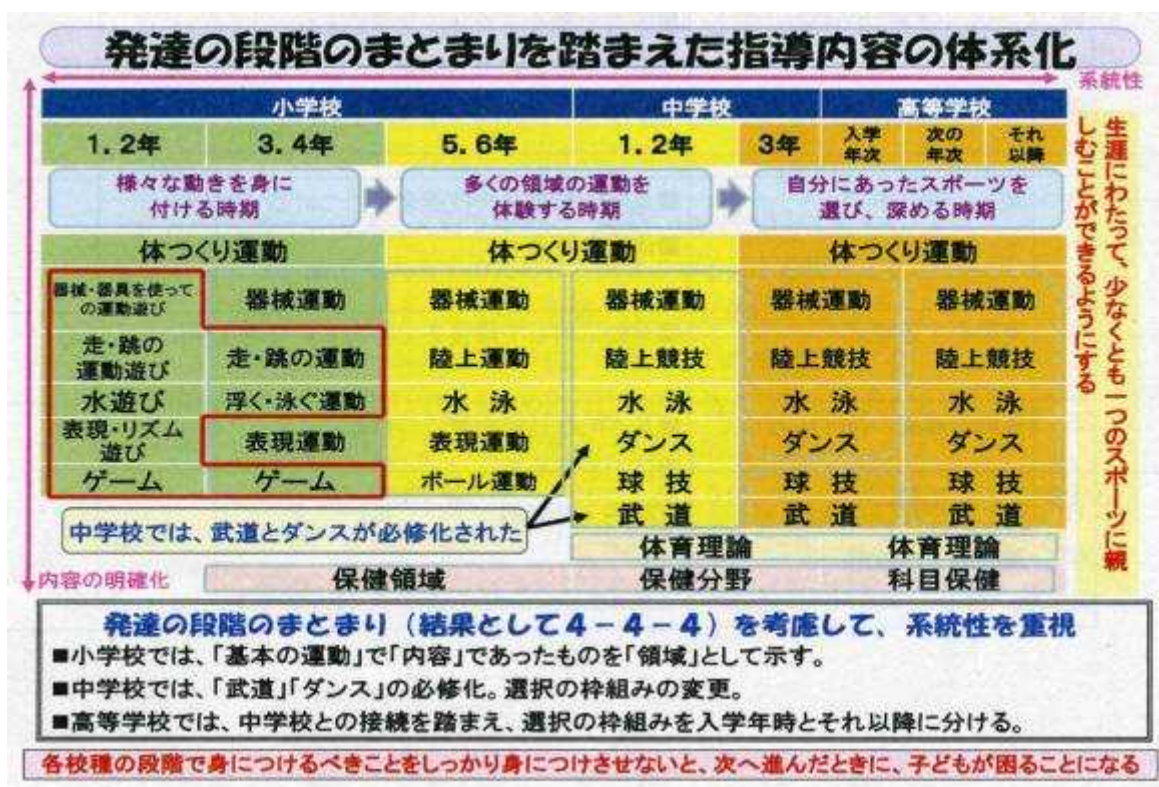 発達の段階のまとまりを踏まえた指導内容の体系化
系統性
小学校 中学校 高等学校
1．2年 3．4年 5．6年 1．2年 3年 入学年次 次の年次 それ以降
様々な動きを身に
付ける時期
多くの領域の運動を
体験する時期
自分にあったスポーツを
選び、深める時期
体つくり運動 体つくり運動 体つくり運動
器械・器具を使って
の運動遊び
器械運動 器械運動 器械運動 器械運動 器械運動
走・跳の
運動遊び
走・跳の運動 陸上運動 陸上競技 陸上競技 陸上競技
水遊び 浮く・泳ぐ運動 水 泳 水 泳 水 泳 水 泳
表現・リズム
遊び
表現運動 表現運動 ダンス ダンス ダンス
ゲーム ゲーム ボール運動 球 技 球 技 球 技
武 道 武 道 武 道
中学校では、武道とダンスが必修化された
体育理論 体育理論
内容の明確化 保健領域 保健分野 科目保健
生涯にわたって、少なくとも一つのスポーツに親
しむことができるようにする
発達の段階のまとまり（結果として４－４－４）を考慮して、系統性を重視
■小学校では、「基本の運動」で「内容」であったものを「領域」として示す。
■中学校では、「武道」「ダンス」の必修化。選択の枠組みの変更。
■高等学校では、中学校との接続を踏まえ、選択の枠組みを入学年時とそれ以降に分ける。
各校種の段階で身につけるべきことをしっかり身につけさせないと、次へ進んだときに、子どもが困ることになる